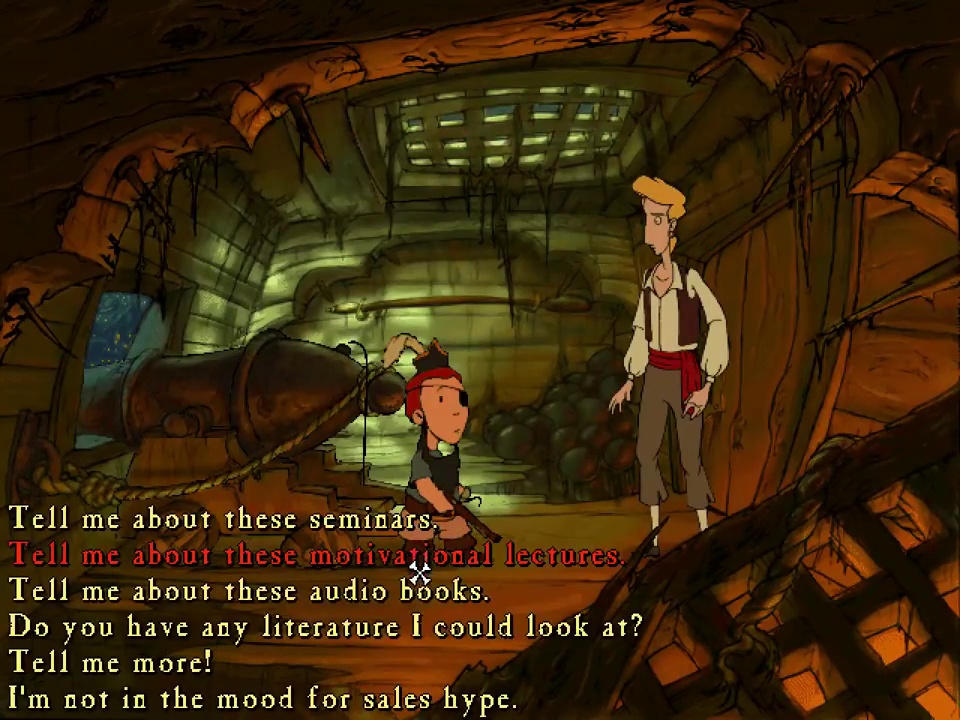 Tell me about these seminars.
Tell me about these motivational lectures.
Tell me about these audio books.
Do you have any literature I could look at?
Tell me more!
I'm not in the mood for sales hype.